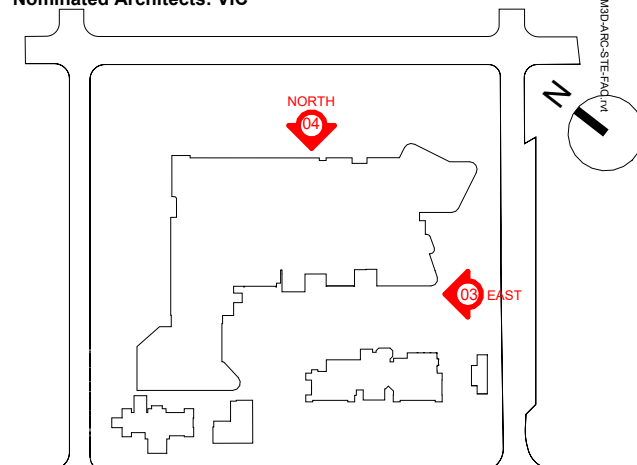 Nominated Architects: VIC
M3D-ARC-STE-FAC.rvt
N
NORTH
04
03 EAST